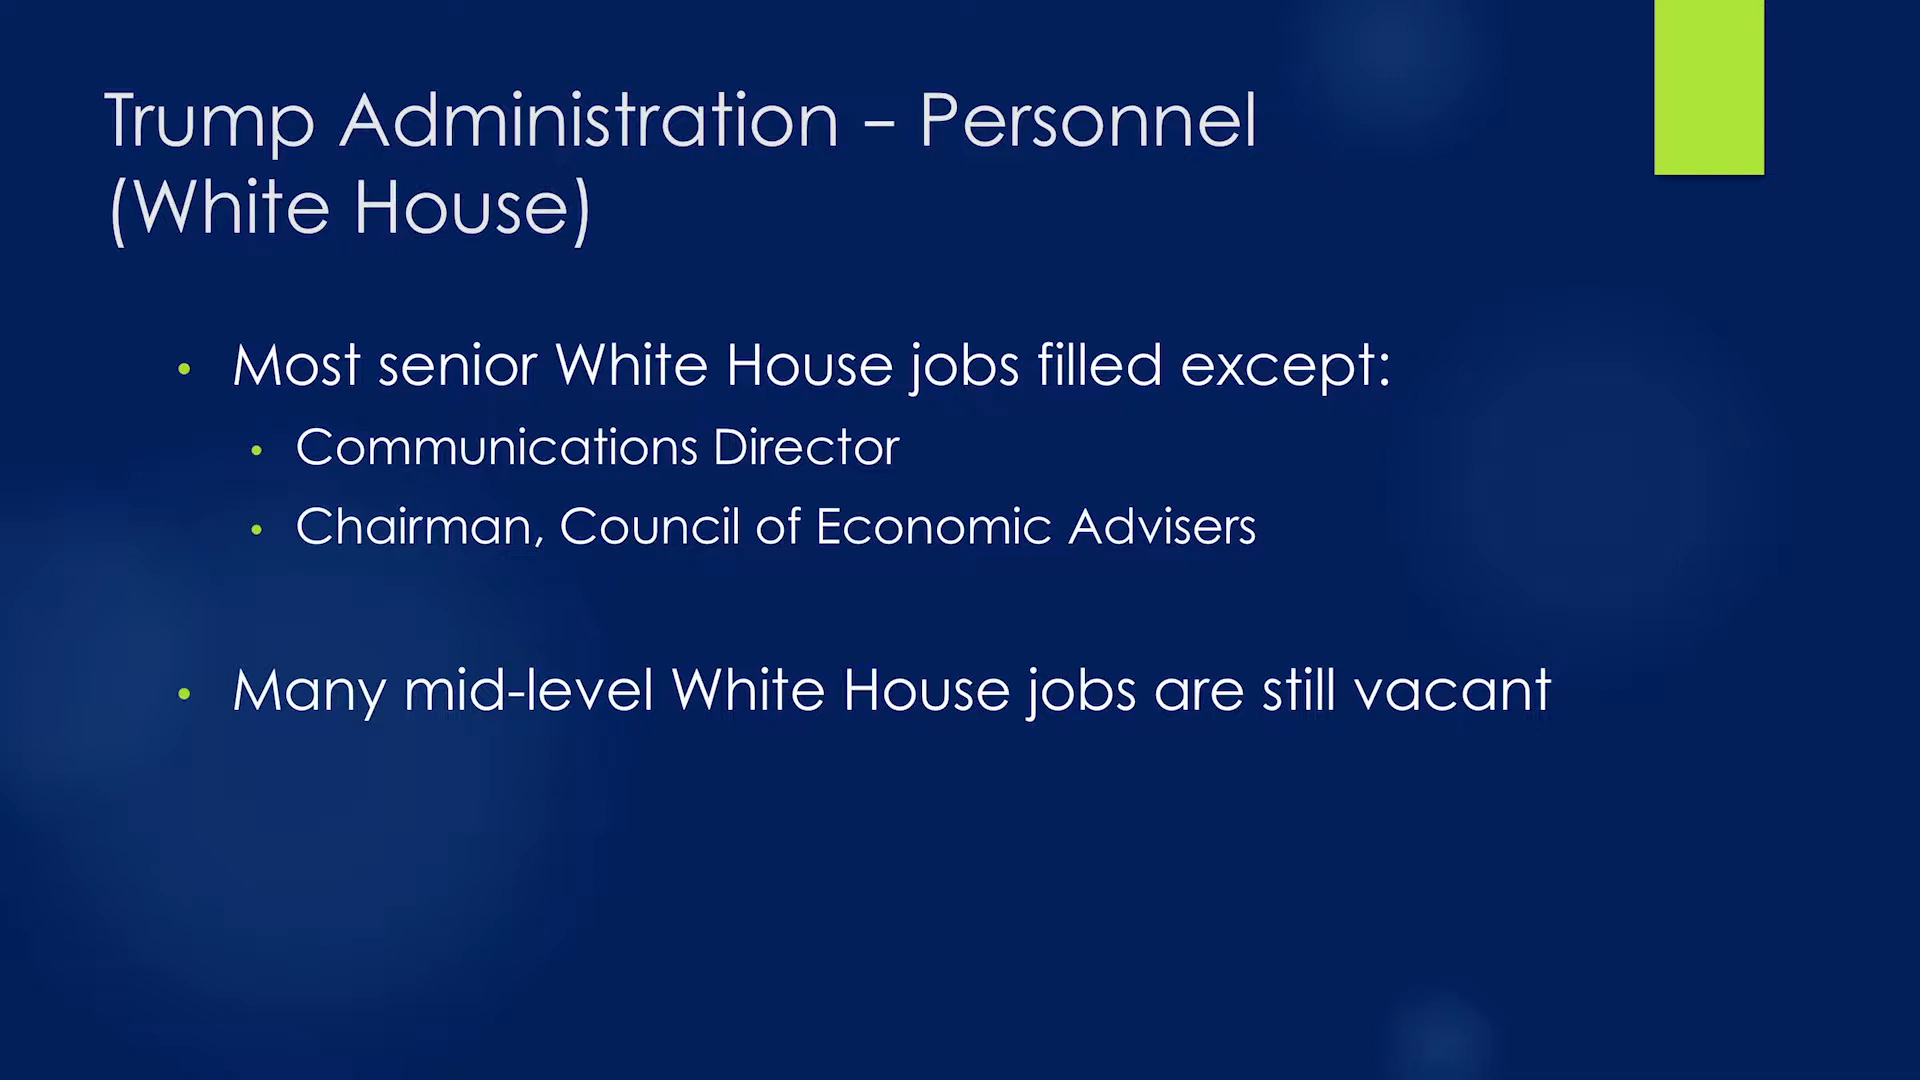 Trump Administration – Personnel
(White House)
• Most senior White House jobs filled except:
• Communications Director
• Chairman, Council of Economic Advisers
• Many mid-level White House jobs are still vacant